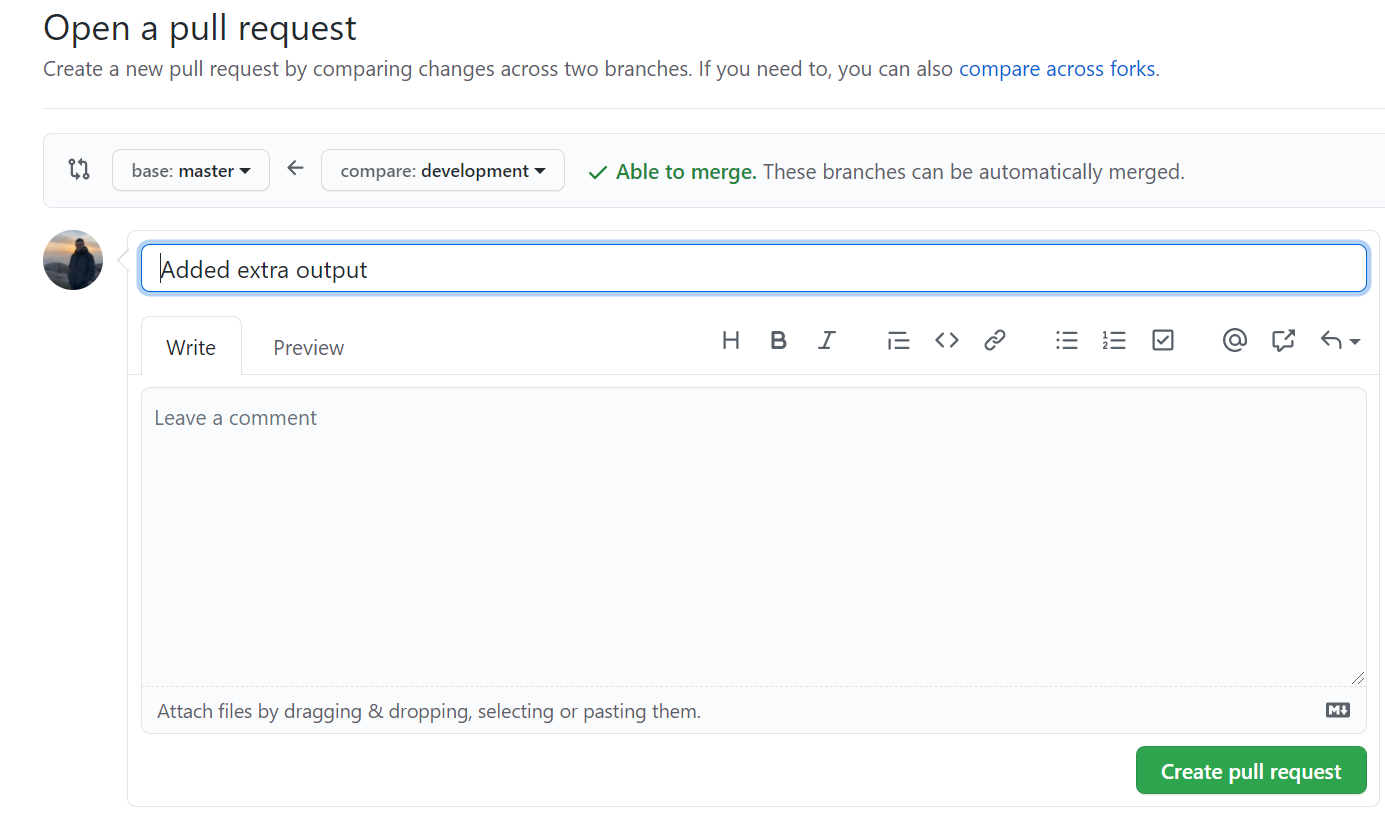 Open a pull request
Create a new pull request by comparing changes across two branches. If you need to, you can also compare across forks.
base: master
compare: development
Able to merge. These branches can be automatically merged.
Added extra output
Write
Preview
H B I
@
Leave a comment
Attach files by dragging & dropping, selecting or pasting them.
M
Create pull request